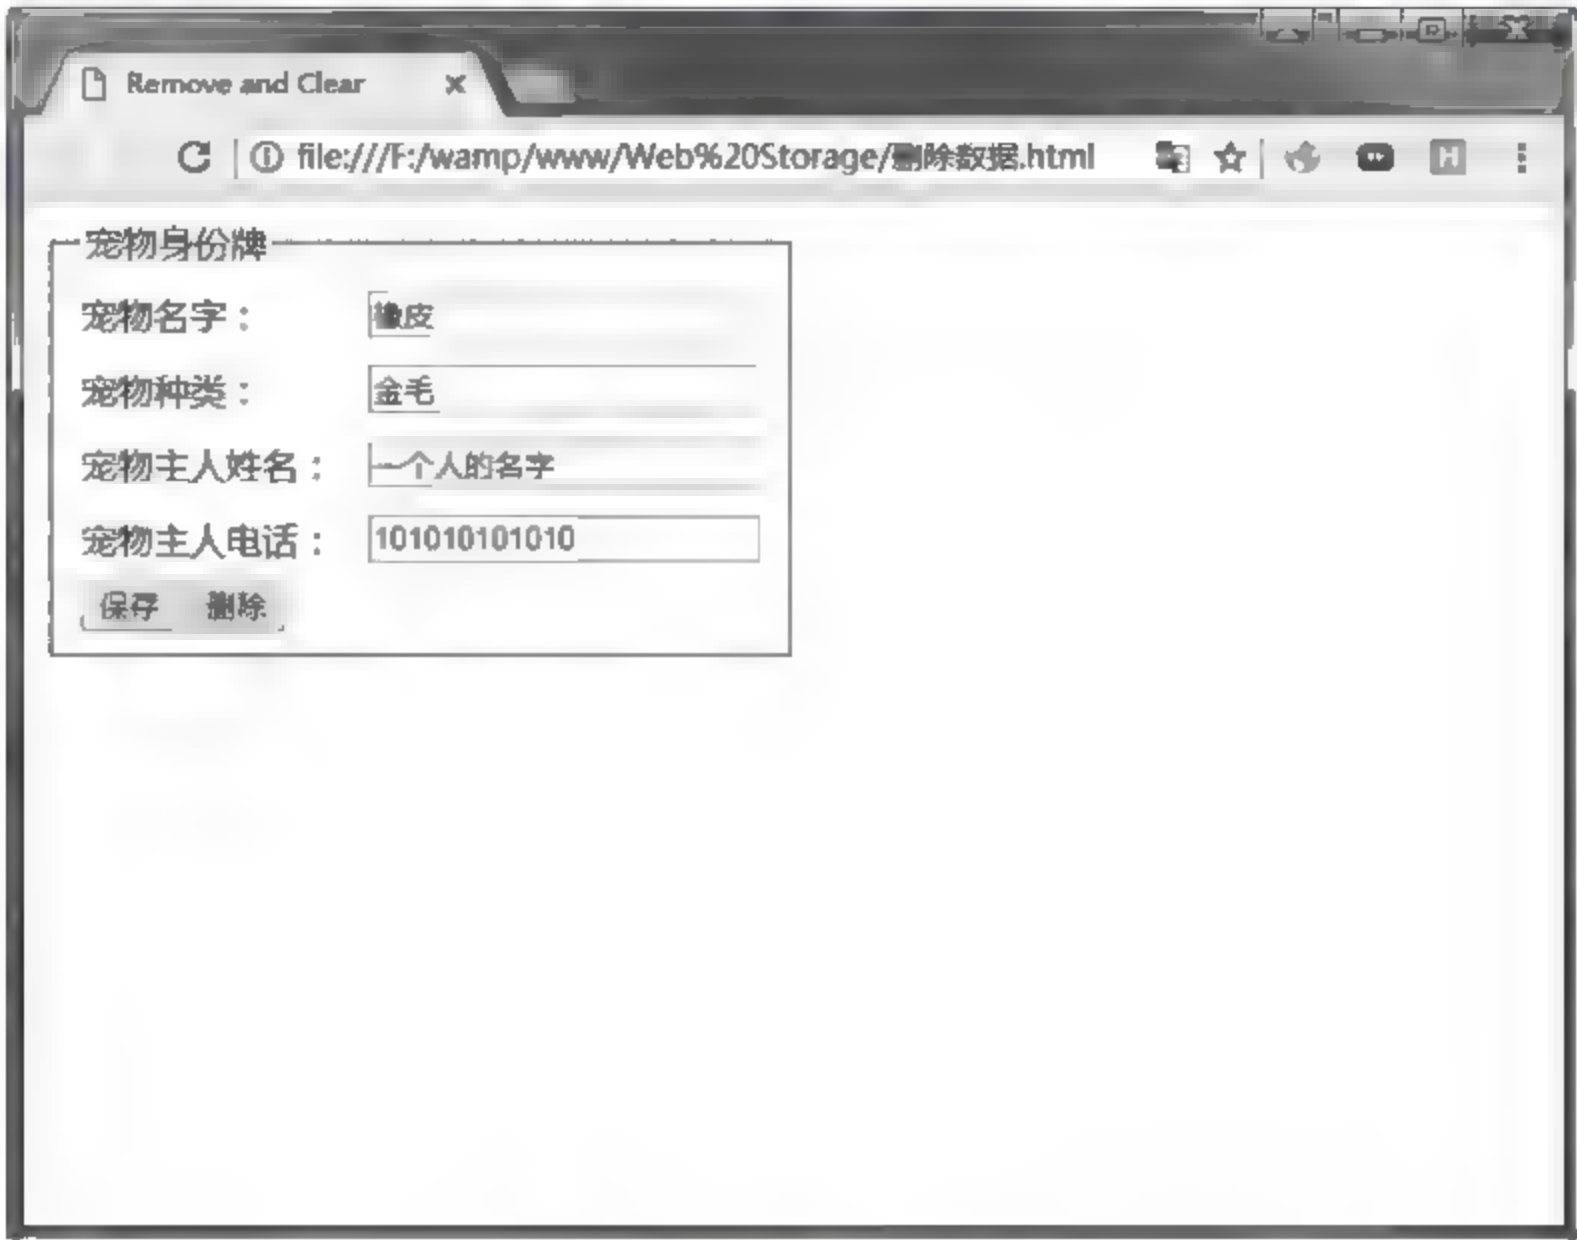 Remove and Clear
file:///F:/wamp/www/Web%20Storage/删除数据.html
宠物身份牌
宠物名字： 橡皮
宠物种类： 金毛
宠物主人姓名： 一个人的名字
宠物主人电话： 101010101010
保存 删除